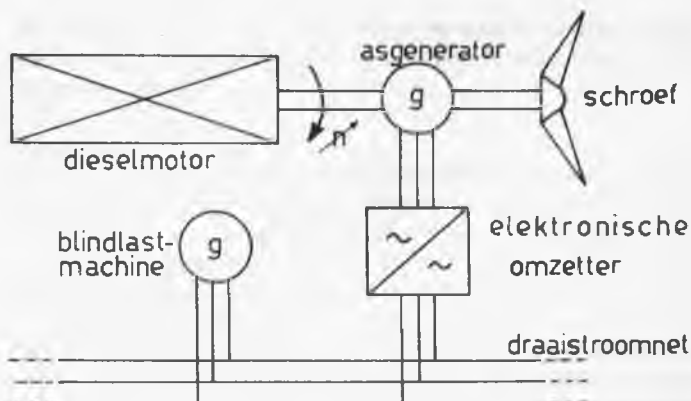 asgenerator
g
schroef
n
dieselmotor
blindlast-
machine
g
~
~
elektronische
omzetter
draaistroomnet